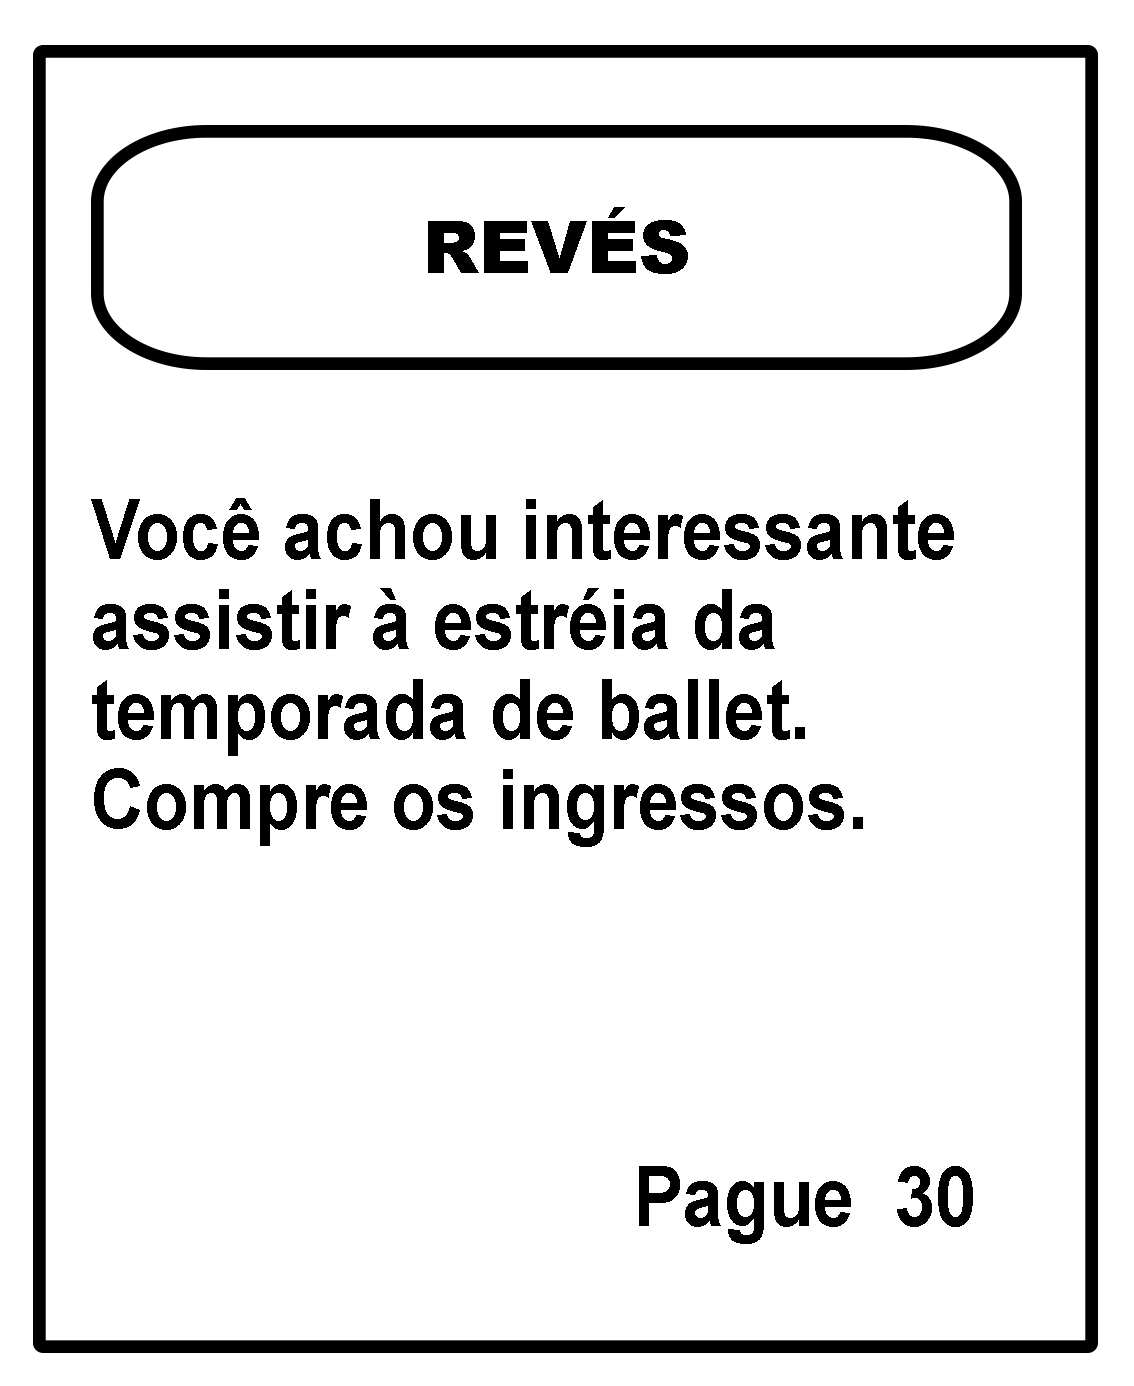 REVÉS
Você achou interessante
assistir à estréia da
temporada de ballet.
Compre os ingressos.
Pague 30